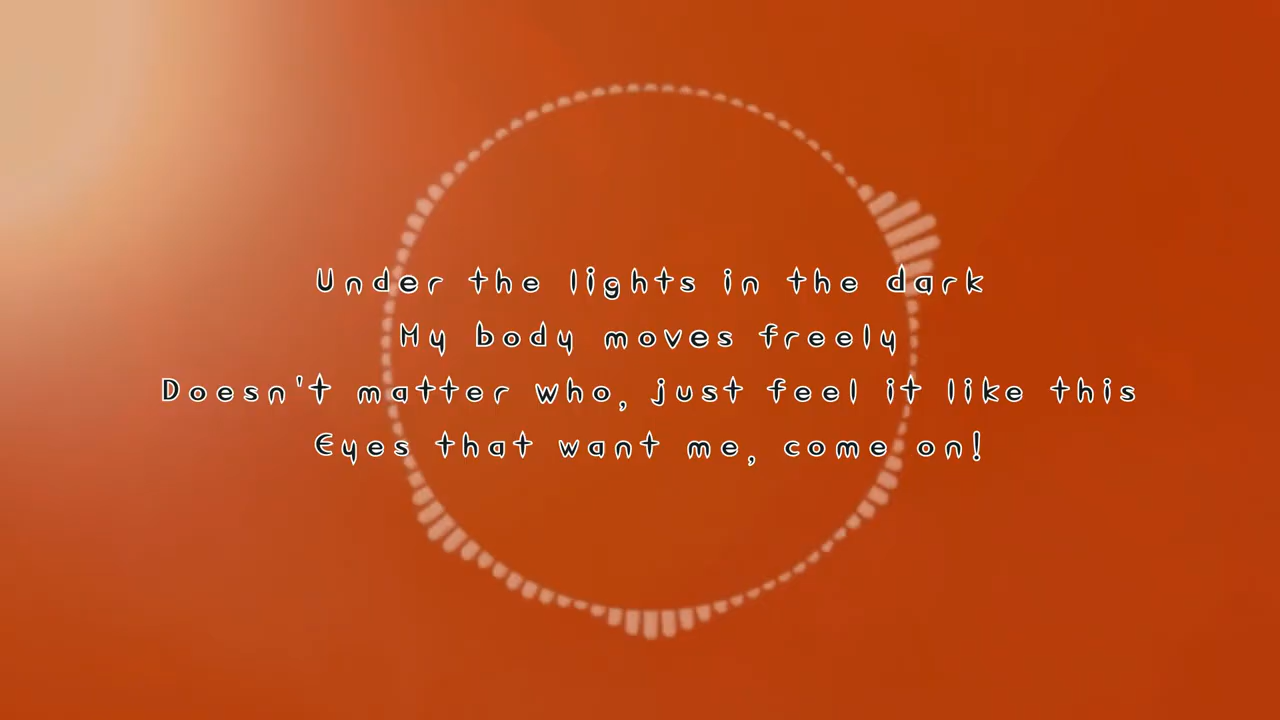 Under the lights in the dark
My body moves freely
Doesn't matter who, just feel it like this
Eyes that want me, come on!